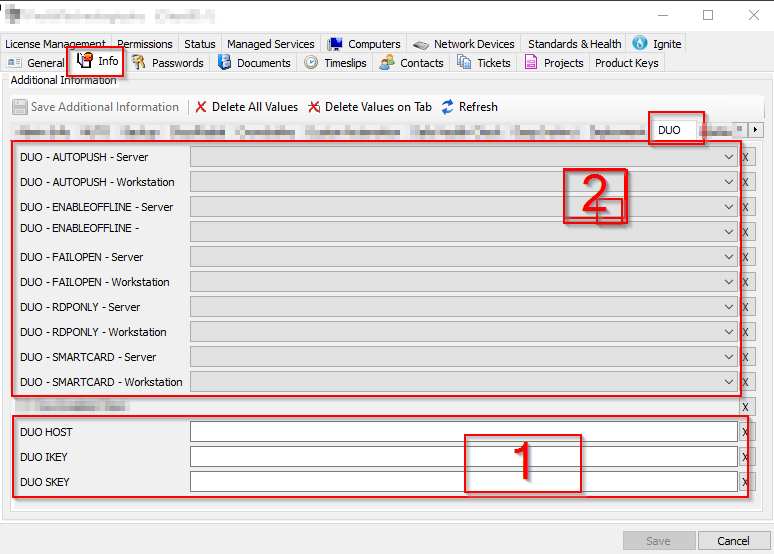 License Management Permissions Status Managed Services Computers Network Devices Standards & Health Ignite
General Info Passwords Documents Timeslips Contacts Tickets Projects Product Keys
Additional Information
Save Additional Information Delete All Values Delete Values on Tab Refresh
DUO
DUO - AUTOPUSH - Server X
DUO - AUTOPUSH - Workstation X
2
DUO - ENABLEOFFLINE - Server X
DUO - ENABLEOFFLINE - X
DUO - FAILOPEN - Server X
DUO - FAILOPEN - Workstation X
DUO - RDPONLY - Server X
DUO - RDPONLY - Workstation X
DUO - SMARTCARD - Server X
DUO - SMARTCARD - Workstation X
X
DUO HOST X
DUO IKEY X
1
DUO SKEY X
Save Cancel